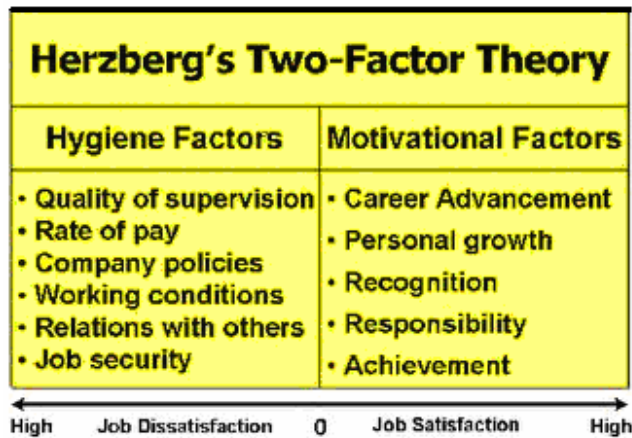 Herzberg's Two-Factor Theory
Hygiene Factors
• Quality of supervision
• Rate of pay
• Company policies
• Working conditions
• Relations with others
• Job security
Motivational Factors
• Career Advancement
• Personal growth
• Recognition
• Responsibility
• Achievement
High Job Dissatisfaction 0 Job Satisfaction High